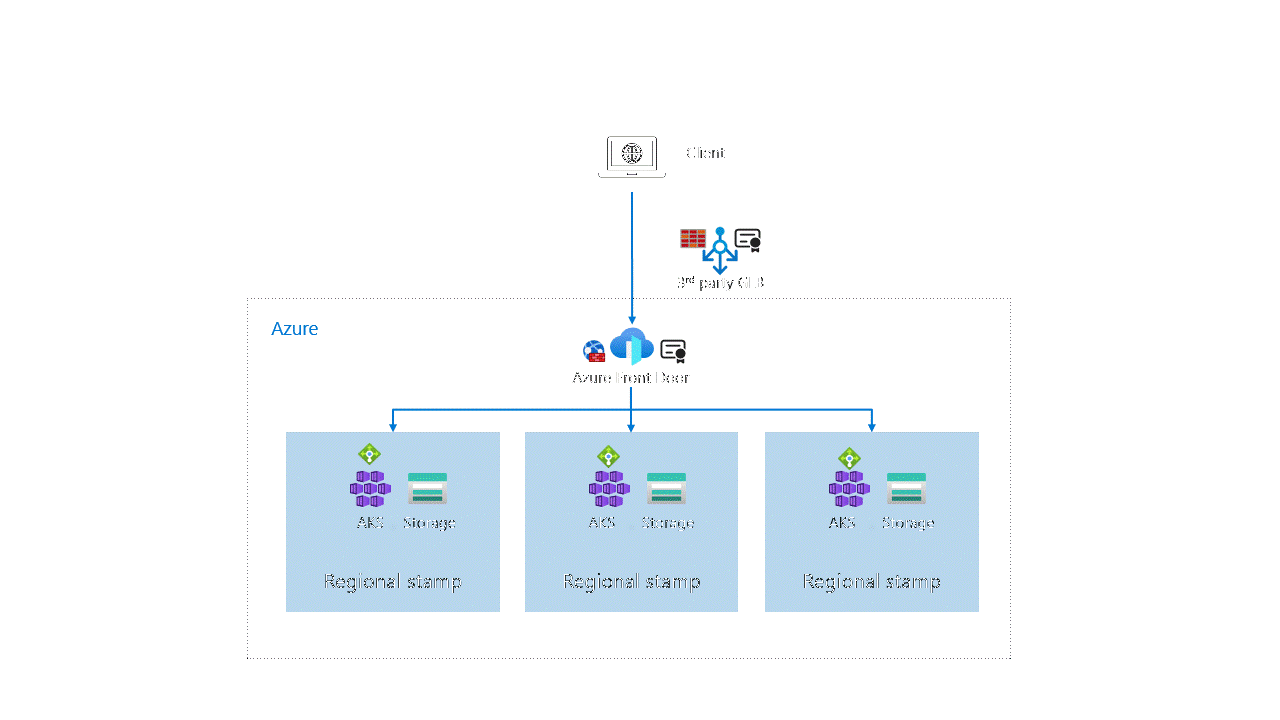 Client
3rd party GLB
Azure
Azure Front Door
AKS
Storage
AKS
Storage
AKS
Storage
Regional stamp
Regional stamp
Regional stamp